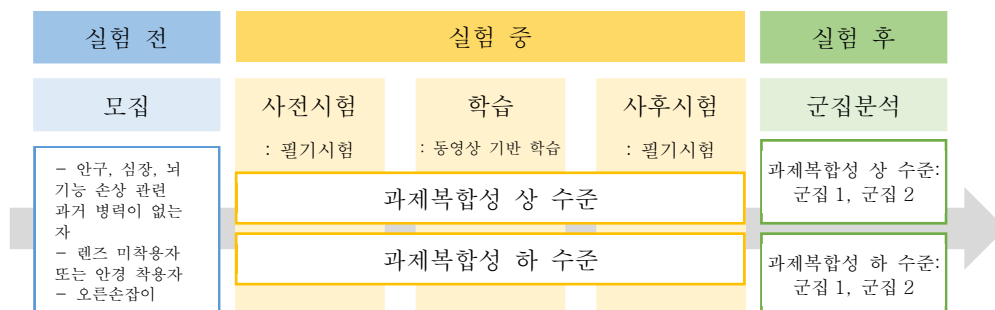 실험 전
실험 중
실험 후
모집
사전시험
: 필기시험
학습
: 동영상 기반 학습
사후시험
: 필기시험
군집분석
- 안구, 심장, 뇌
기능 손상 관련
과거 병력이 없는
자
- 렌즈 미착용자
또는 안경 착용자
- 오른손잡이
과제복합성 상 수준
과제복합성 하 수준
과제복합성 상 수준:
군집 1, 군집 2
과제복합성 하 수준:
군집 1, 군집 2